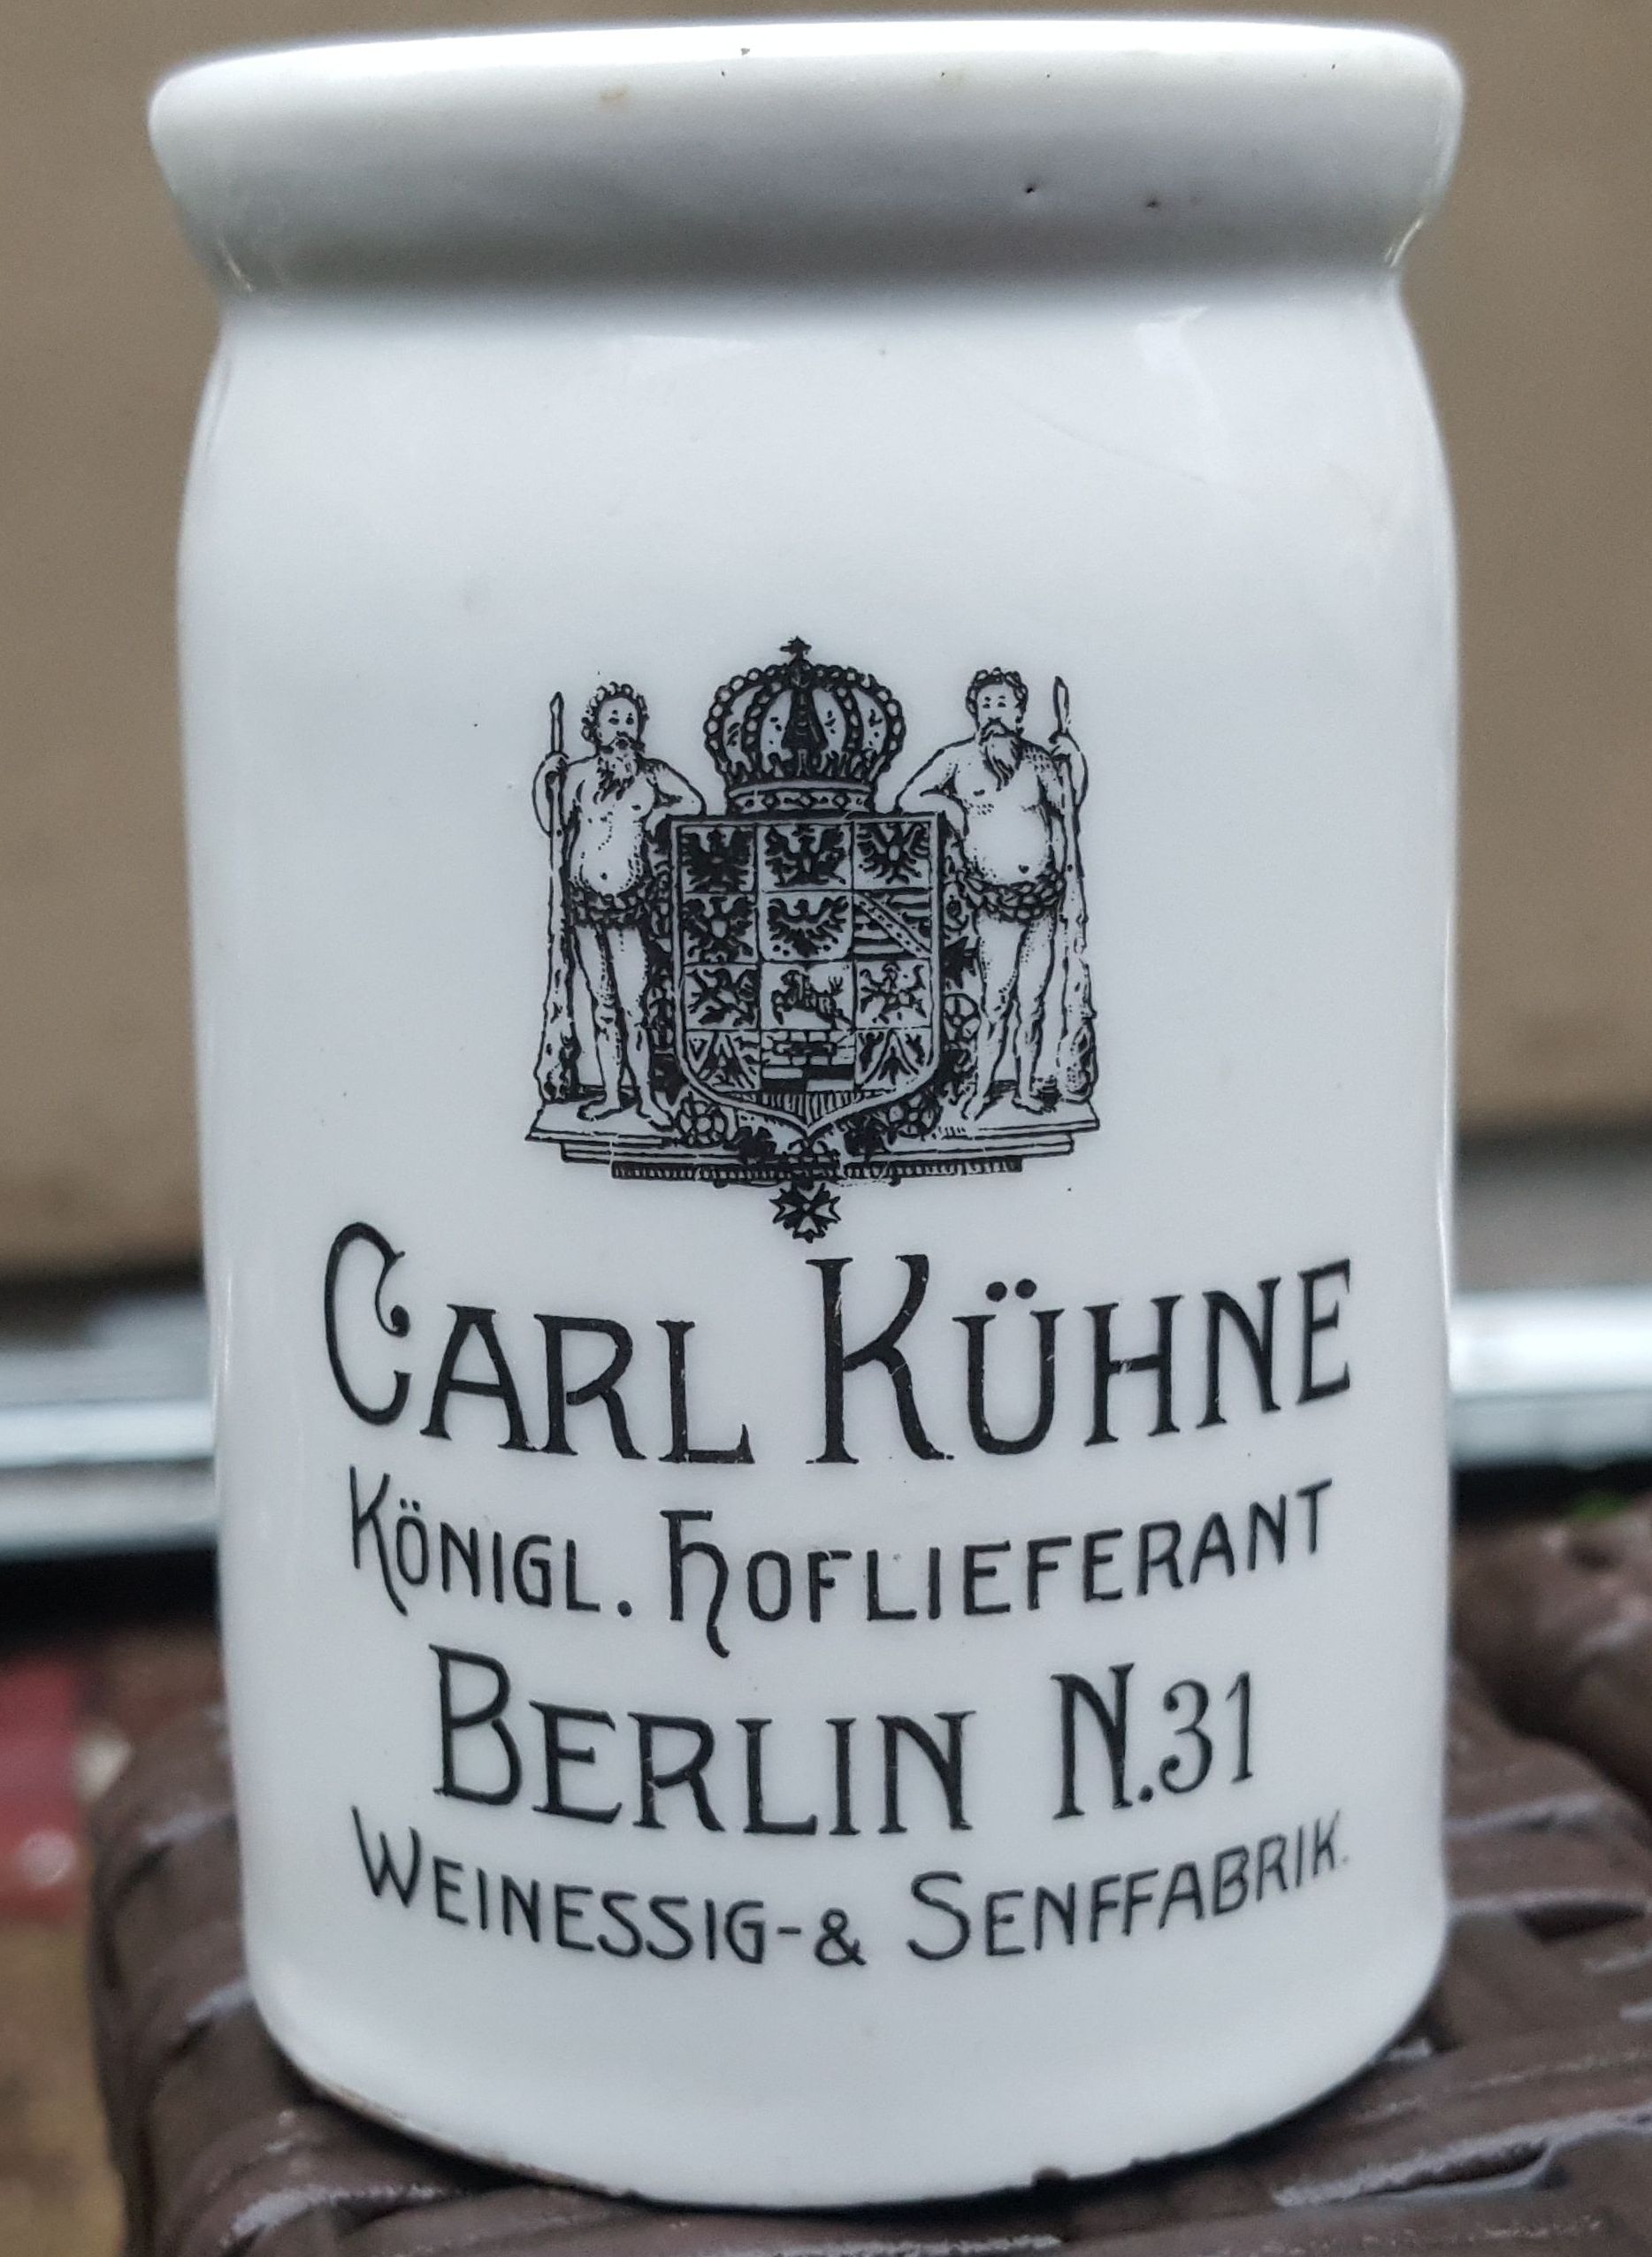 CARL KÜHNE
KÖNIGL. HOFLIEFERANT
BERLIN N.31
WEINESSIG-& SENFFABRIK.